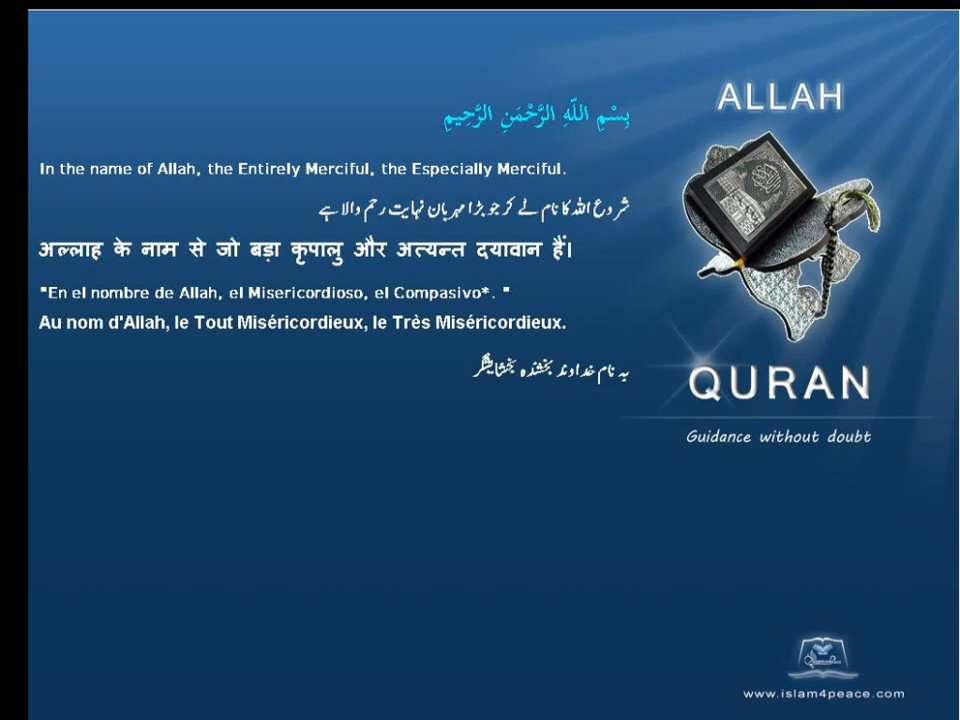 بِسْمِ اللّهِ الرَّحْمَنِ الرَّحِيمِ
In the name of Allah, the Entirely Merciful, the Especially Merciful.
شروع الله کا نام لے کر جو بڑا مہربان نہایت رحم والا ہے
अल्लाह के नाम से जो बड़ा कृपालु और अत्यन्त दयावान हैं।
"En el nombre de Allah, el Misericordioso, el Compasivo*. "
Au nom d'Allah, le Tout Miséricordieux, le Très Miséricordieux.
به نام خداوند بخشنده بخشایشگر
ALLAH
QURAN
Guidance without doubt
www.islam4peace.com